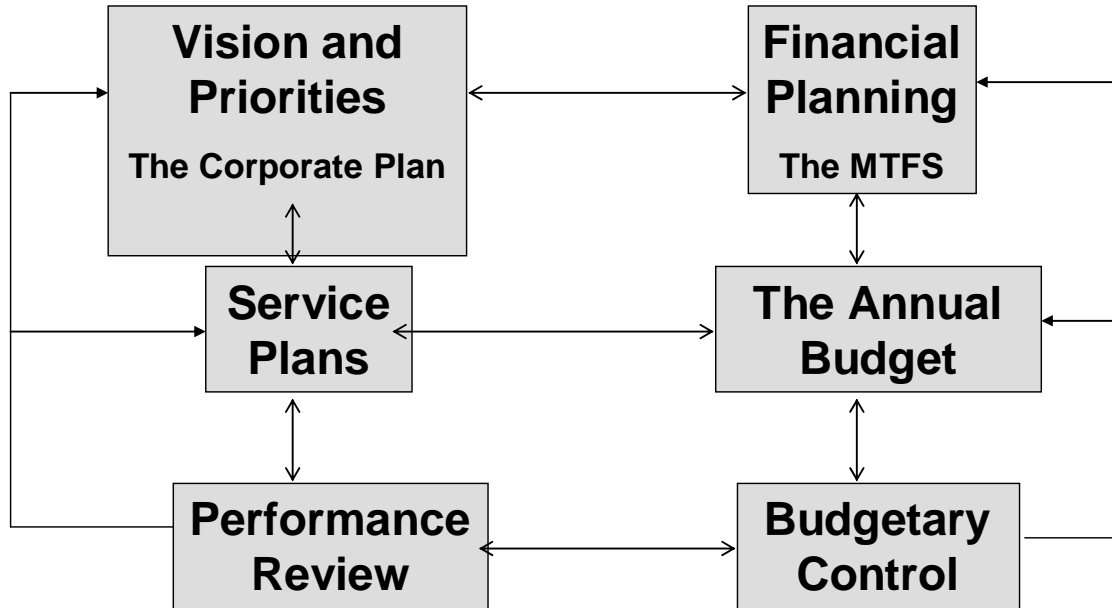 Vision and
Priorities
The Corporate Plan
Financial
Planning
The MTFS
Service
Plans
The Annual
Budget
Performance
Review
Budgetary
Control